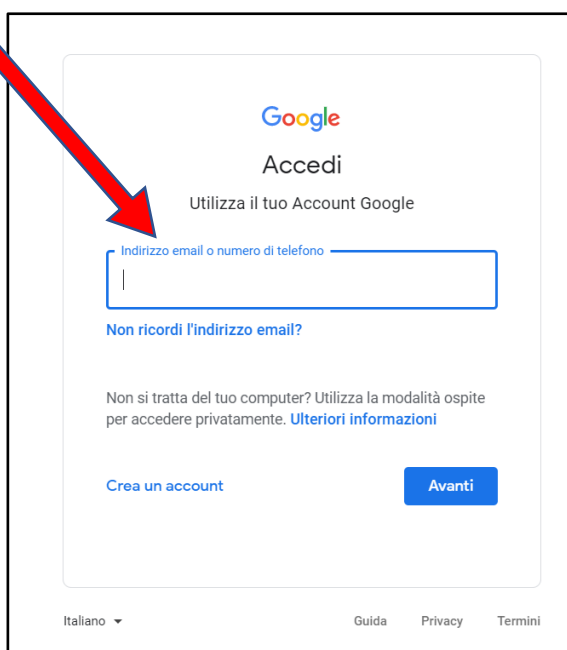 Google
Accedi
Utilizza il tuo Account Google
Indirizzo email o numero di telefono
Non ricordi l'indirizzo email?
Non si tratta del tuo computer? Utilizza la modalità ospite
per accedere privatamente. Ulteriori informazioni
Crea un account
Avanti
Italiano
Guida Privacy Termini